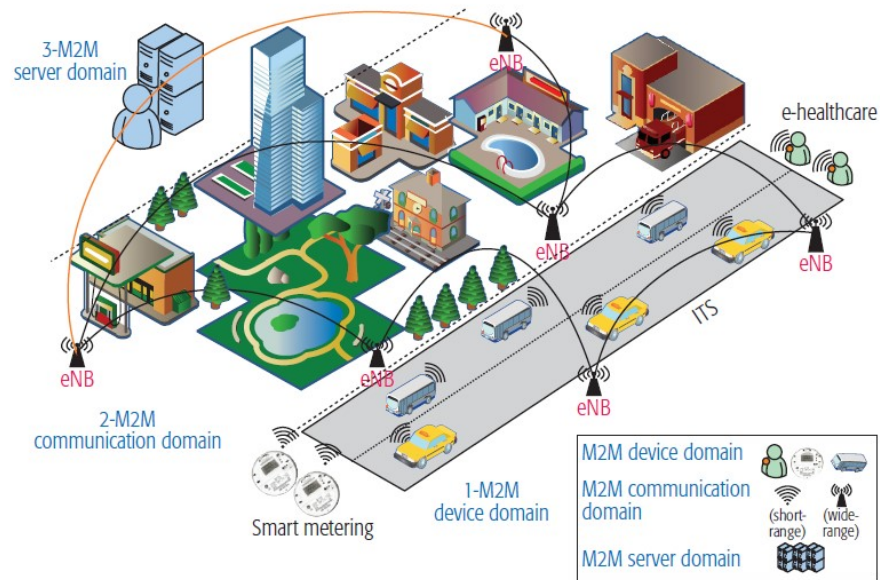 3-M2M
server domain
eNB
e-healthcare
eNB
eNB
ITS
eNB
eNB
eNB
2-M2M
communication domain
1-M2M
device domain
Smart metering
M2M device domain
M2M communication
domain
(short-
range)
(wide-
range)
M2M server domain